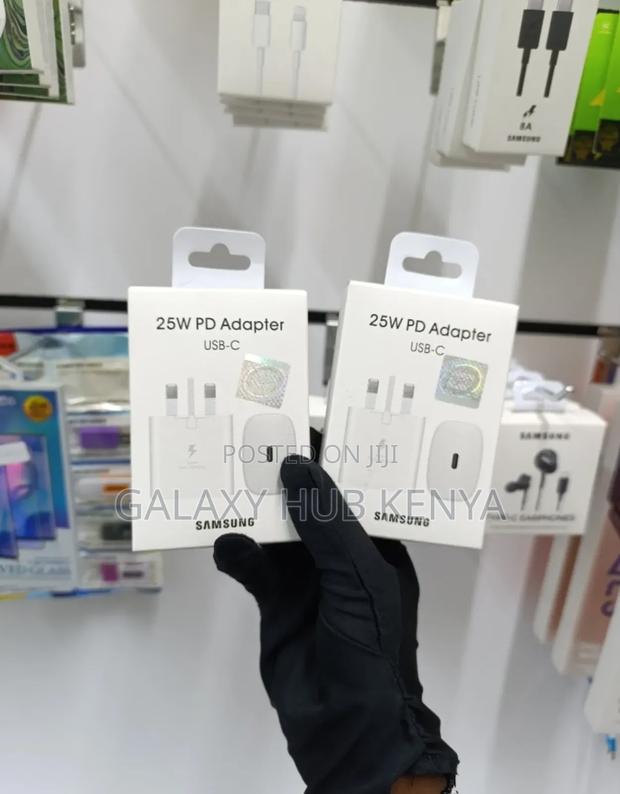 8A
SAMSUNG
25W PD Adapter
USB-C
SAMSUNG
25W PD Adapter
USB-C
SAMSUNG
SAMSUNG
POSTED ON JIJI
GALAXY HUB KENYA